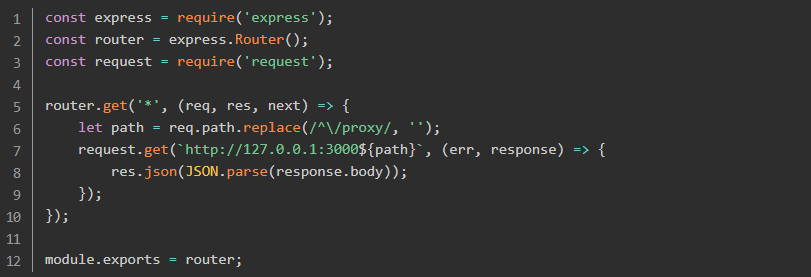 1 const express = require('express');
2 const router = express.Router();
3 const request = require('request');
4
5 router.get('*', (req, res, next) => {
6     let path = req.path.replace(/^\/proxy/, '');
7     request.get(`http://127.0.0.1:3000${path}`, (err, response) => {
8         res.json(JSON.parse(response.body));
9     });
10 });
11
12 module.exports = router;